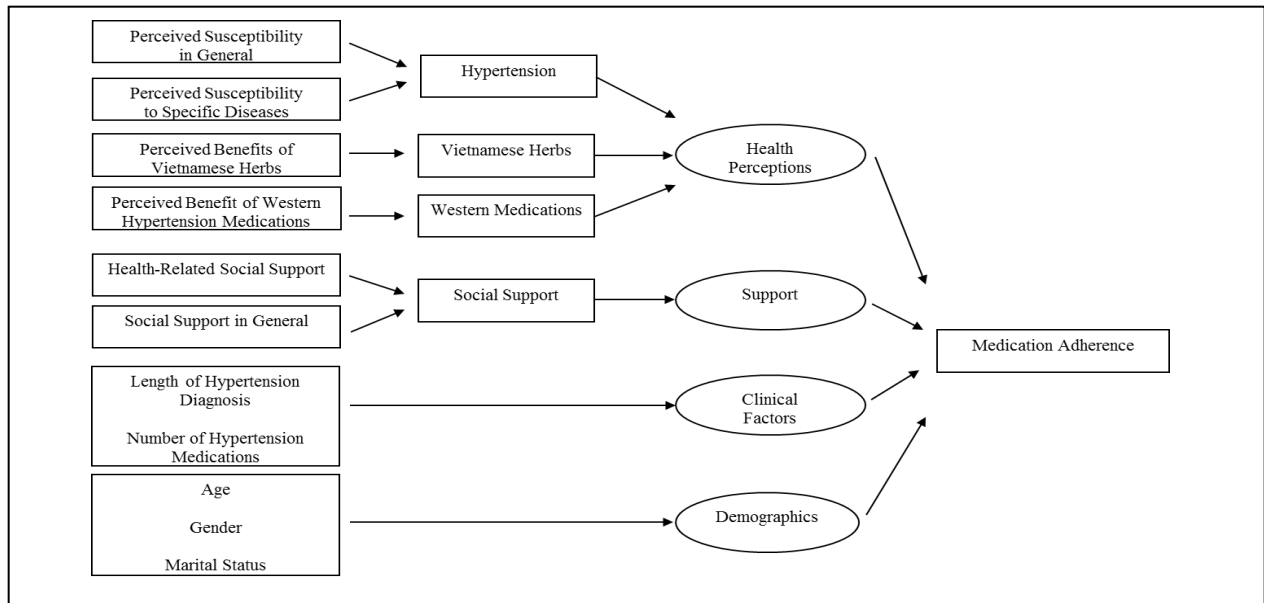 Perceived Susceptibility
in General
Perceived Susceptibility
to Specific Diseases
Perceived Benefits of
Vietnamese Herbs
Perceived Benefit of Western
Hypertension Medications
Health-Related Social Support
Social Support in General
Length of Hypertension
Diagnosis
Number of Hypertension
Medications
Age
Gender
Marital Status
Hypertension
Vietnamese Herbs
Western Medications
Social Support
Health
Perceptions
Support
Clinical
Factors
Demographics
Medication Adherence